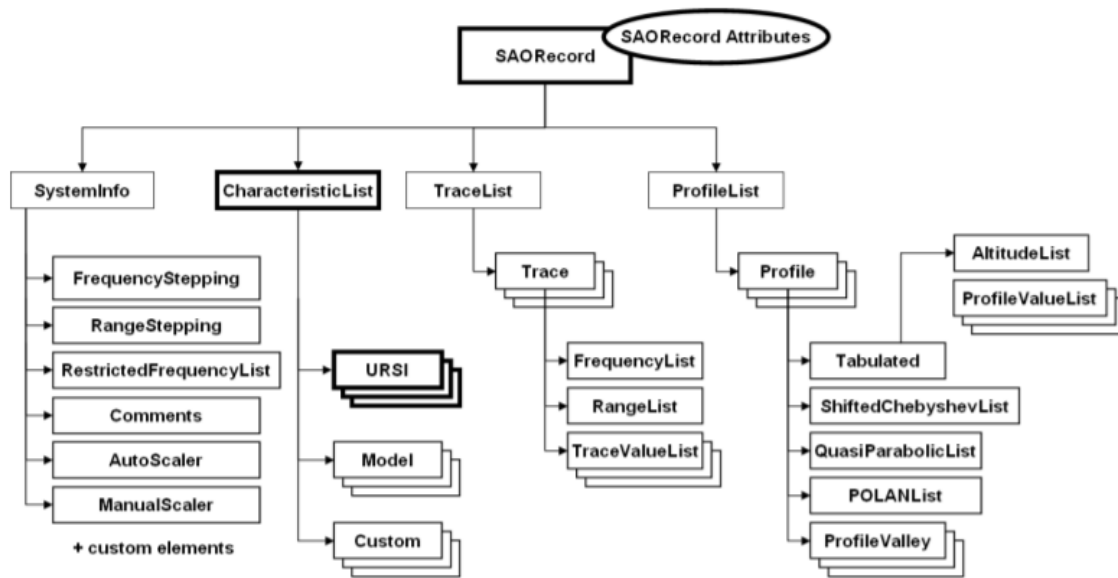 SAORecord Attributes
SAORecord
SystemInfo
CharacteristicList
TraceList
ProfileList
FrequencyStepping
RangeStepping
RestrictedFrequencyList
Comments
AutoScaler
ManualScaler
+ custom elements
URSI
Model
Custom
Trace
FrequencyList
RangeList
TraceValueList
Profile
AltitudeList
ProfileValueList
Tabulated
ShiftedChebyshevList
QuasiParabolicList
POLANList
ProfileValley